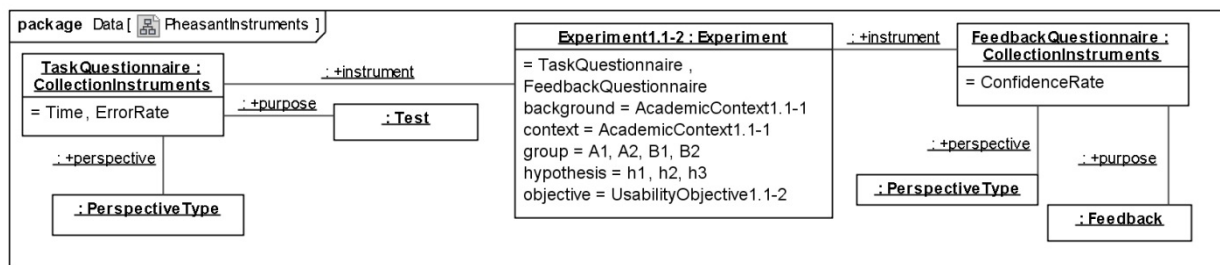 package Data [ PheasantInstruments ]
TaskQuestionnaire :
CollectionInstruments
= Time , ErrorRate
: +instrument
: +purpose
: Test
: +perspective
: PerspectiveType
Experiment1.1-2 : Experiment
= TaskQuestionnaire ,
FeedbackQuestionnaire
background = AcademicContext1.1-1
context = AcademicContext1.1-1
group = A1, A2, B1, B2
hypothesis = h1, h2, h3
objective = UsabilityObjective1.1-2
: +instrument
FeedbackQuestionnaire :
CollectionInstruments
= ConfidenceRate
: +perspective
: +purpose
: PerspectiveType
: Feedback